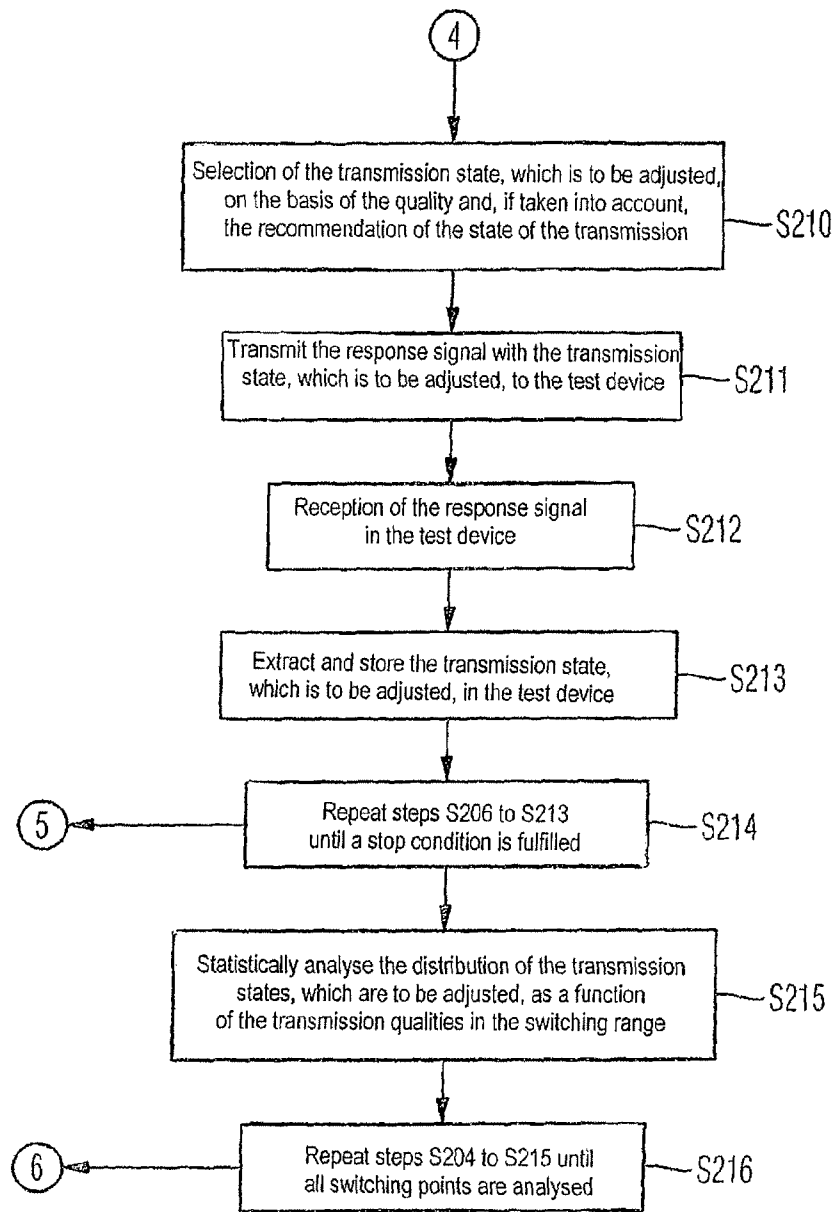 4
Selection of the transmission state, which is to be adjusted,
on the basis of the quality and, if taken into account,
the recommendation of the state of the transmission
S210
Transmit the response signal with the transmission
state, which is to be adjusted, to the test device
S211
Reception of the response signal
in the test device
S212
Extract and store the transmission state,
which is to be adjusted, in the test device
S213
Repeat steps S206 to S213
until a stop condition is fulfilled
S214
5
Statistically analyse the distribution of the transmission
states, which are to be adjusted, as a function
of the transmission qualities in the switching range
S215
Repeat steps S204 to S215 until
all switching points are analysed
S216
6